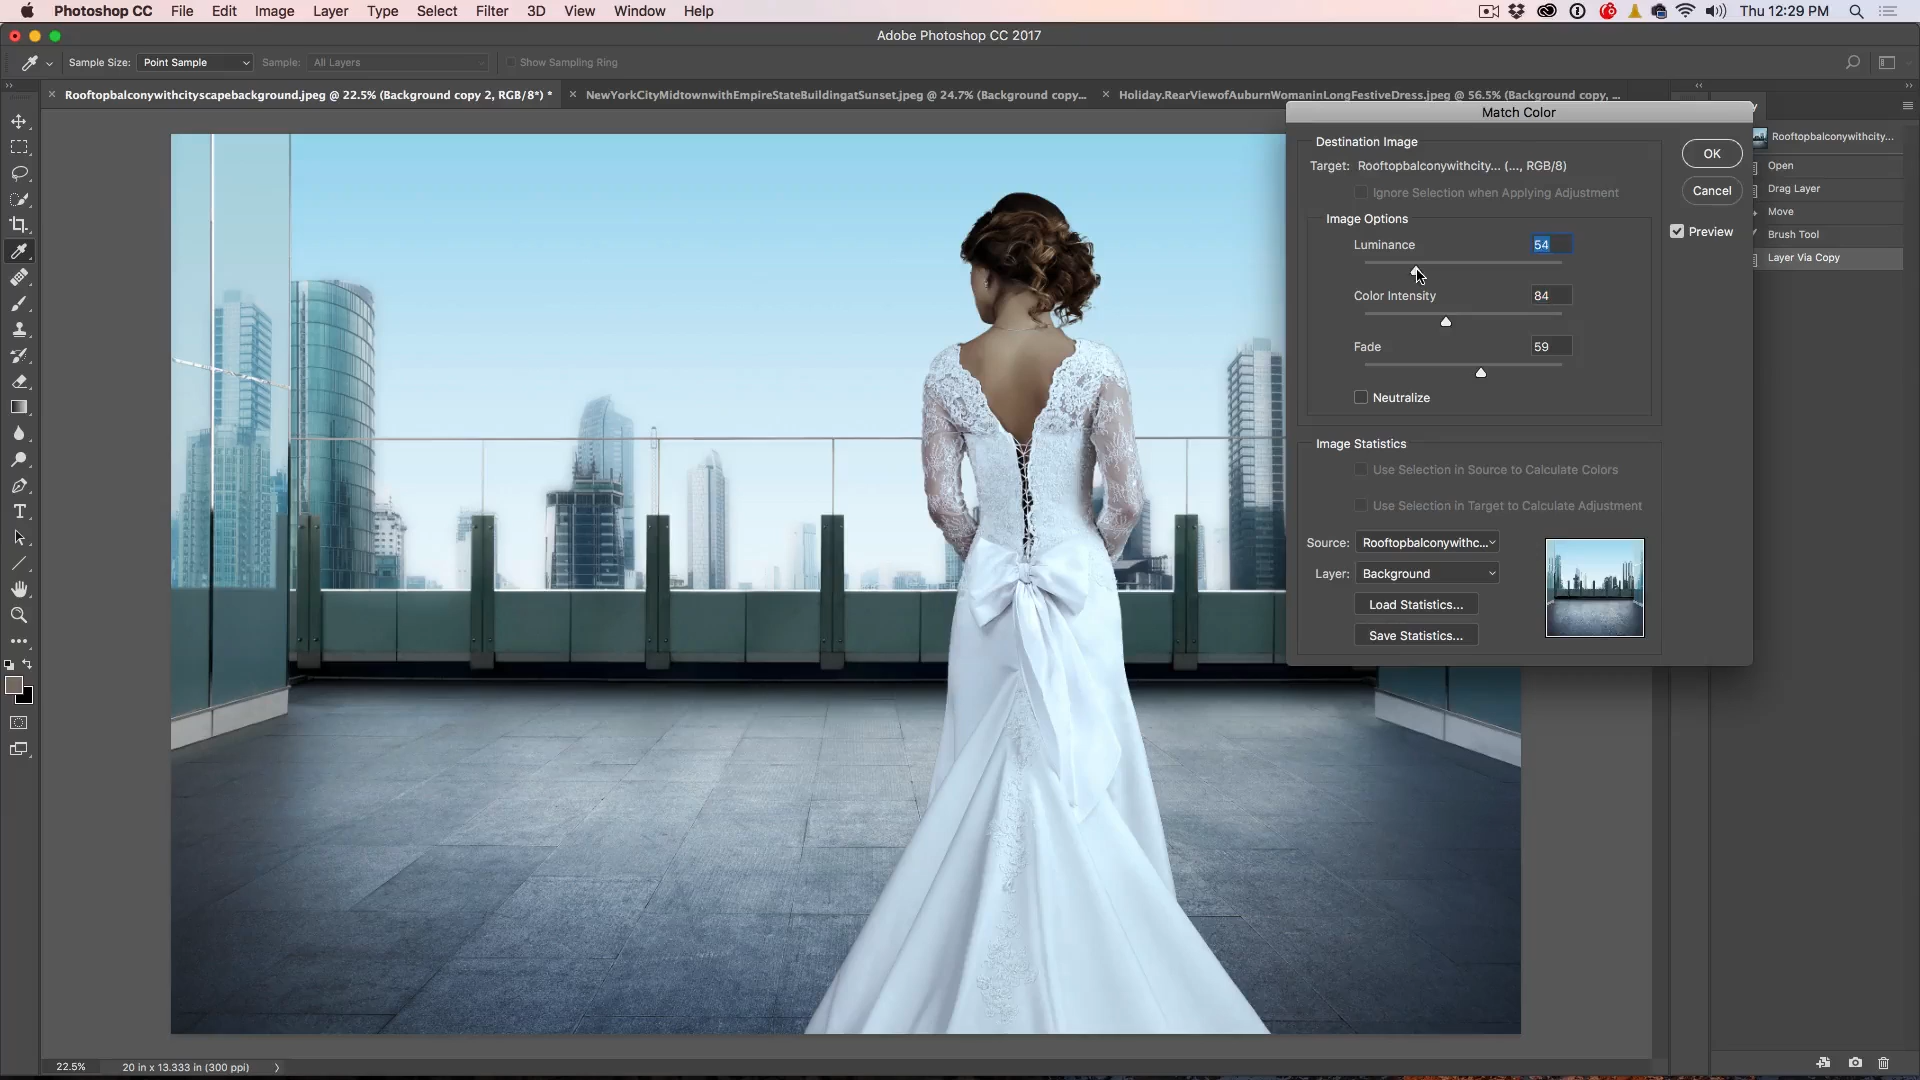 Photoshop CC File Edit Image Layer Type Select Filter 3D View Window Help Thu 12:29 PM
Adobe Photoshop CC 2017
Sample Size: Point Sample Sample: All Layers Show Sampling Ring
Rooftopbalconywithcityscapebackground.jpeg @ 22.5% (Background copy 2, RGB/8*) * NewYorkCityMidtownwithEmpireStateBuildingatSunset.jpeg @ 24.7% (Background copy... Holiday.RearViewofAuburnWomaninLongFestiveDress.jpeg @ 56.5% (Background copy, ...
Match Color
Destination Image
Target: Rooftopbalconywithcity... (..., RGB/8)
Ignore Selection when Applying Adjustment
Image Options
Luminance 54
Color Intensity 84
Fade 59
Neutralize
OK
Cancel
Preview
Image Statistics
Use Selection in Source to Calculate Colors
Use Selection in Target to Calculate Adjustment
Source: Rooftopbalconywithc...
Layer: Background
Load Statistics...
Save Statistics...
Rooftopbalconywithcity...
Open
Drag Layer
Move
Brush Tool
Layer Via Copy
22.5% 20 in x 13.333 in (300 ppi)